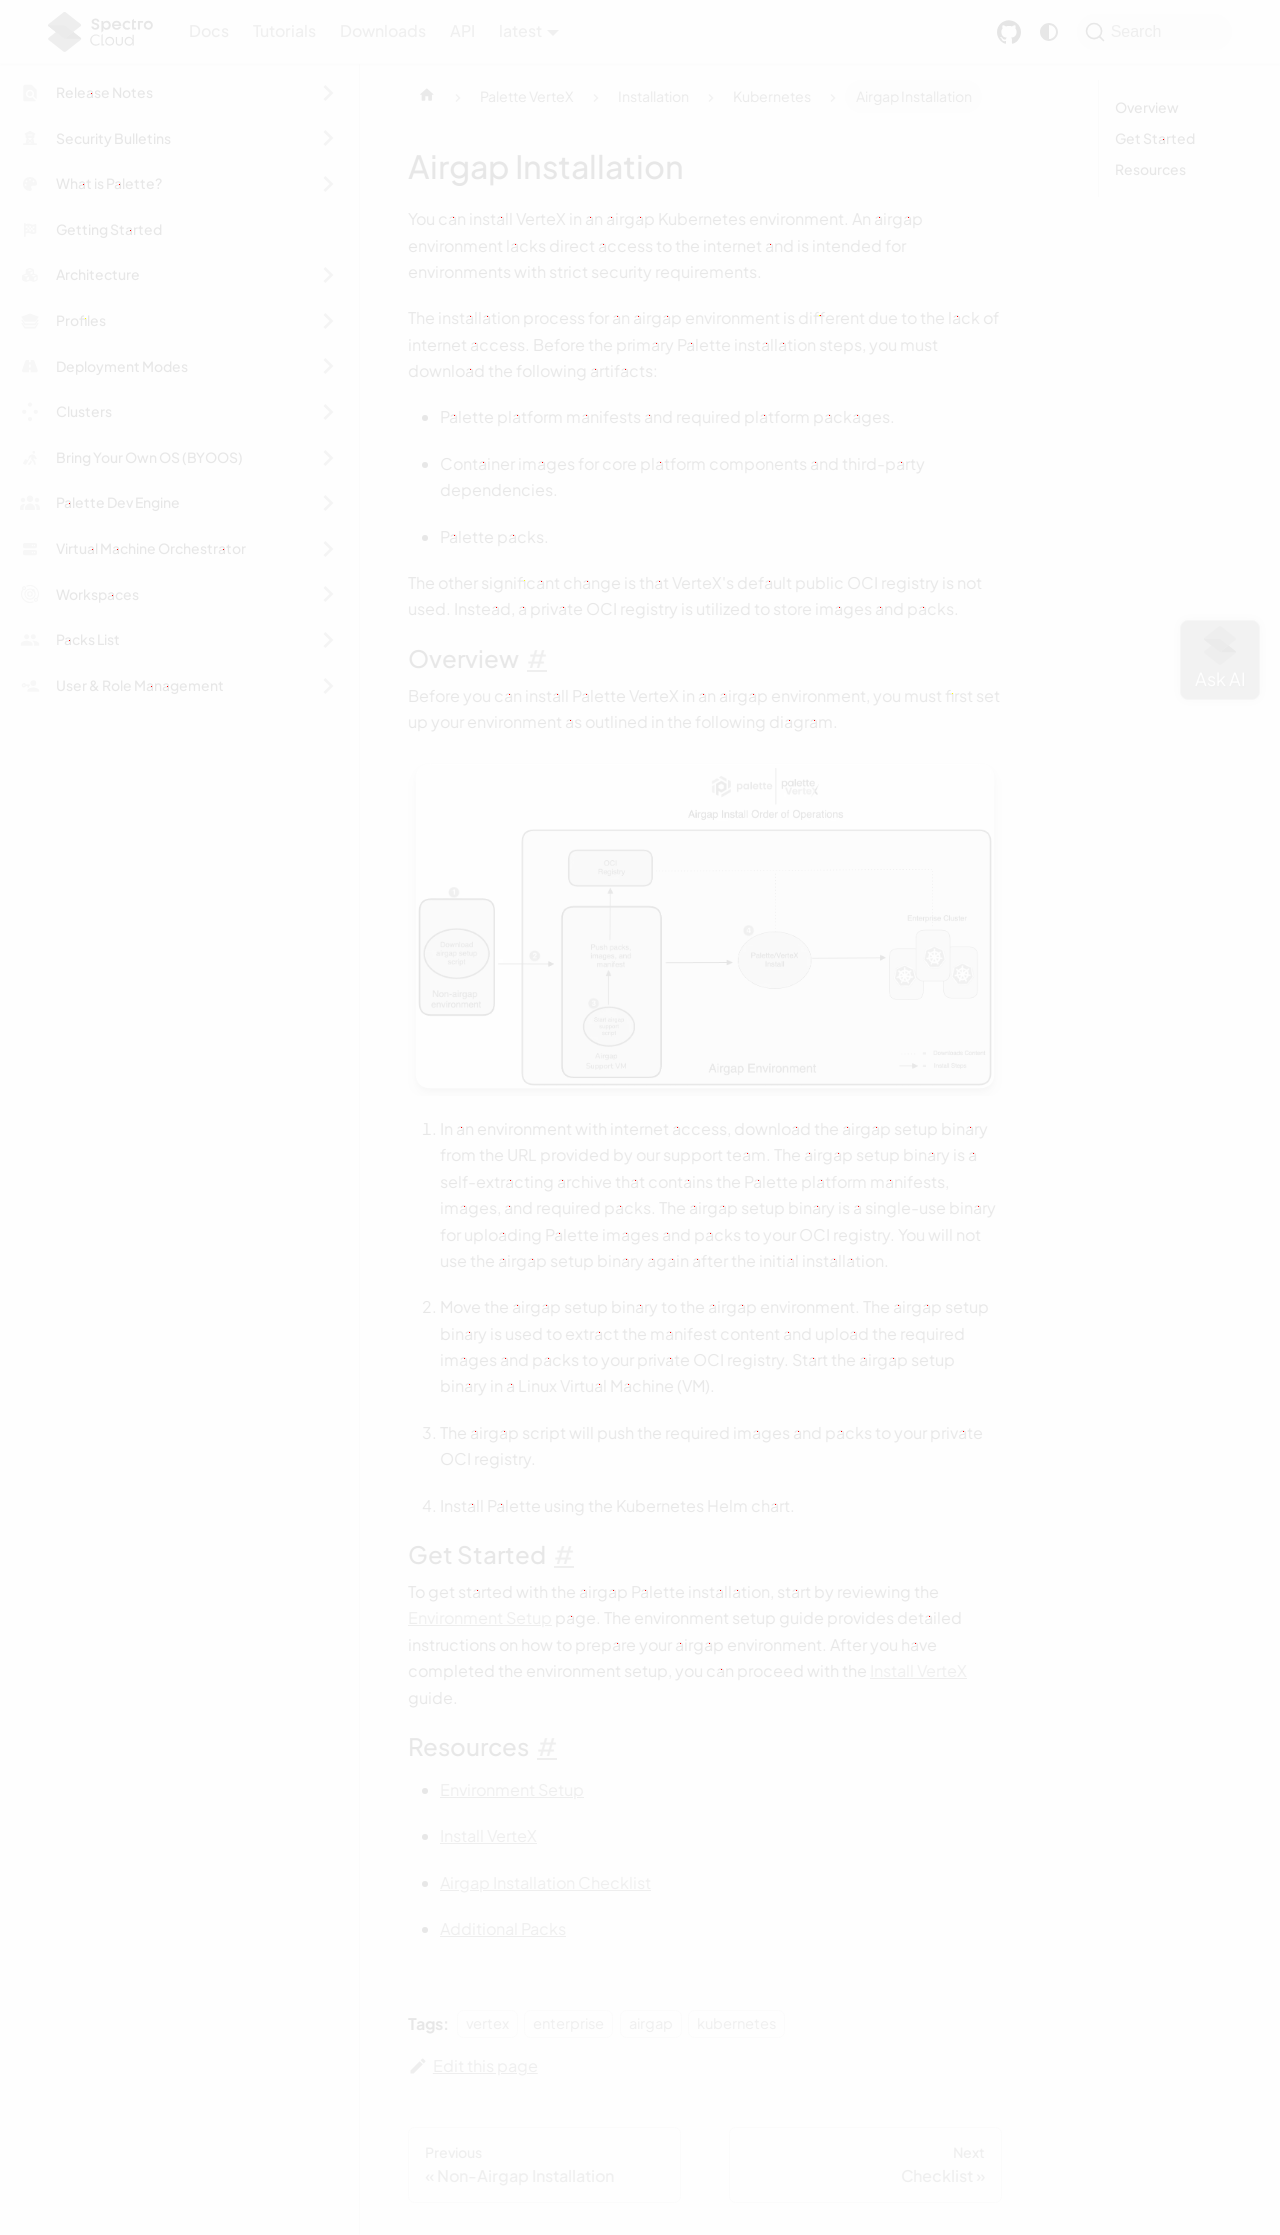 Spectro
Cloud
Docs
Tutorials
Downloads
API
latest
Search
Release Notes
Security Bulletins
What is Palette?
Getting Started
Architecture
Profiles
Deployment Modes
Clusters
Bring Your Own OS (BYOOS)
Palette Dev Engine
Virtual Machine Orchestrator
Workspaces
Packs List
User & Role Management
Palette VerteX
Installation
Kubernetes
Airgap Installation
Overview
Get Started
Resources
Airgap Installation
You can install VerteX in an airgap Kubernetes environment. An airgap
environment lacks direct access to the internet and is intended for
environments with strict security requirements.
The installation process for an airgap environment is different due to the lack of
internet access. Before the primary Palette installation steps, you must
download the following artifacts:
• Palette platform manifests and required platform packages.
• Container images for core platform components and third-party
dependencies.
• Palette packs.
The other significant change is that VerteX's default public OCI registry is not
used. Instead, a private OCI registry is utilized to store images and packs.
Overview #
Before you can install Palette VerteX in an airgap environment, you must first set
up your environment as outlined in the following diagram.
palette
palette
VerteX
Airgap Install Order of Operations
OCI
Registry
1
Download
airgap setup
script
Non-airgap
environment
2
Push packs,
images, and
manifests
3
Airgap
Support VM
4
Palette/VerteX
Install
Enterprise Cluster
Airgap Environment
Install Steps
Ask AI
1. In an environment with internet access, download the airgap setup binary
from the URL provided by our support team. The airgap setup binary is a
self-extracting archive that contains the Palette platform manifests,
images, and required packs. The airgap setup binary is a single-use binary
for uploading Palette images and packs to your OCI registry. You will not
use the airgap setup binary again after the initial installation.
2. Move the airgap setup binary to the airgap environment. The airgap setup
binary is used to extract the manifest content and upload the required
images and packs to your private OCI registry. Start the airgap setup
binary in a Linux Virtual Machine (VM).
3. The airgap script will push the required images and packs to your private
OCI registry.
4. Install Palette using the Kubernetes Helm chart.
Get Started #
To get started with the airgap Palette installation, start by reviewing the
Environment Setup page. The environment setup guide provides detailed
instructions on how to prepare your airgap environment. After you have
completed the environment setup, you can proceed with the Install VerteX
guide.
Resources #
• Environment Setup
• Install VerteX
• Airgap Installation Checklist
• Additional Packs
Tags:
vertex
enterprise
airgap
kubernetes
Edit this page
Previous
« Non-Airgap Installation
Next
Checklist »